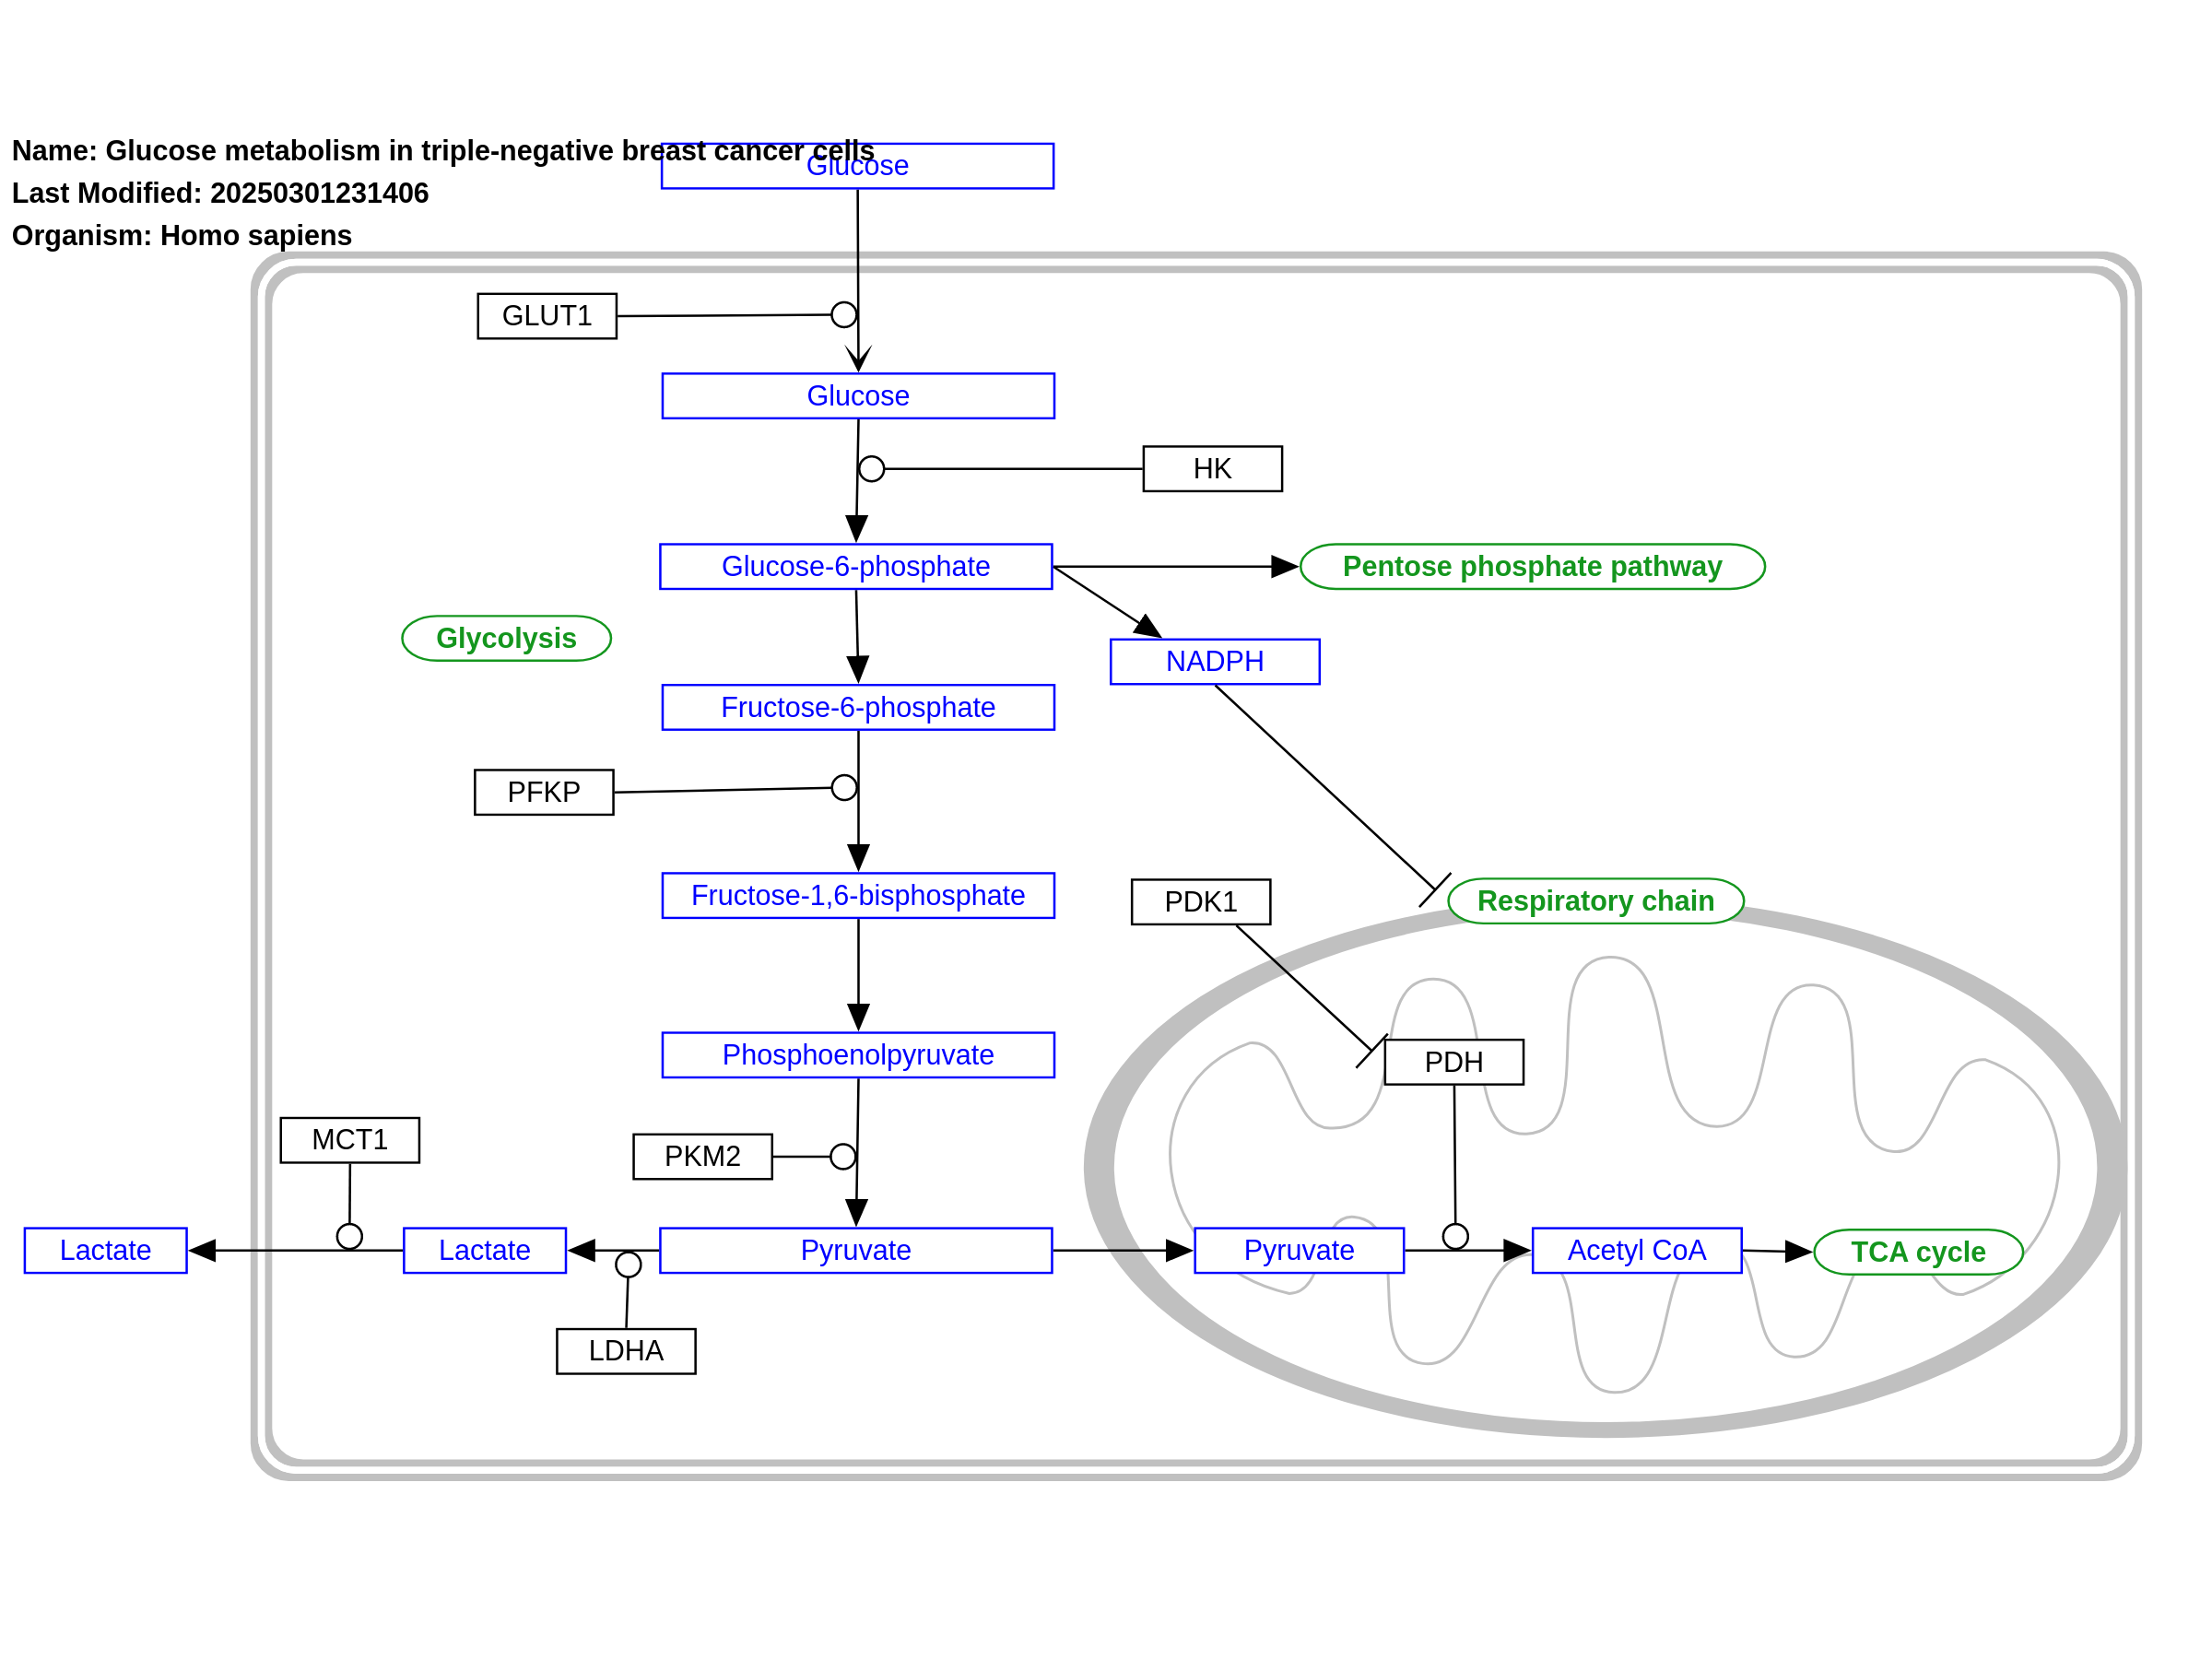 Name: Glucose metabolism in triple-negative breast cancer cells
Glucose
Last Modified: 20250301231406
Organism: Homo sapiens
GLUT1
Glucose
HK
Glucose-6-phosphate
Pentose phosphate pathway
Glycolysis
NADPH
Fructose-6-phosphate
PFKP
Fructose-1,6-bisphosphate
PDK1
Respiratory chain
Phosphoenolpyruvate
PDH
MCT1
PKM2
Lactate
Lactate
Pyruvate
Pyruvate
Acetyl CoA
TCA cycle
LDHA